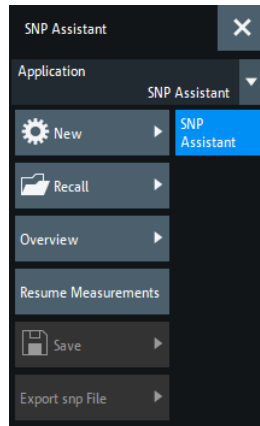 SNP Assistant
Application
SNP Assistant
New
SNP
Assistant
Recall
Overview
Resume Measurements
Save
Export snp File